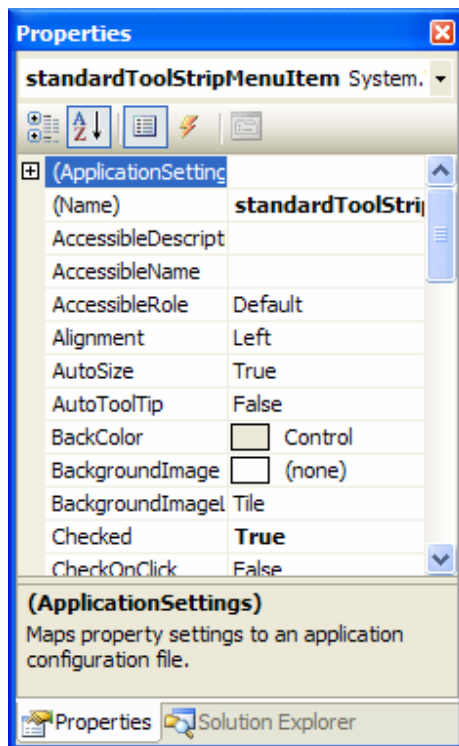 Properties
standardToolStripMenuItem System.
A Z
(ApplicationSetting
(Name) standardToolStrip
AccessibleDescript
AccessibleName
AccessibleRole Default
Alignment Left
AutoSize True
AutoToolTip False
BackColor Control
BackgroundImage (none)
BackgroundImageL Tile
Checked True
CheckOnClick False
(ApplicationSettings)
Maps property settings to an application
configuration file.
Properties Solution Explorer